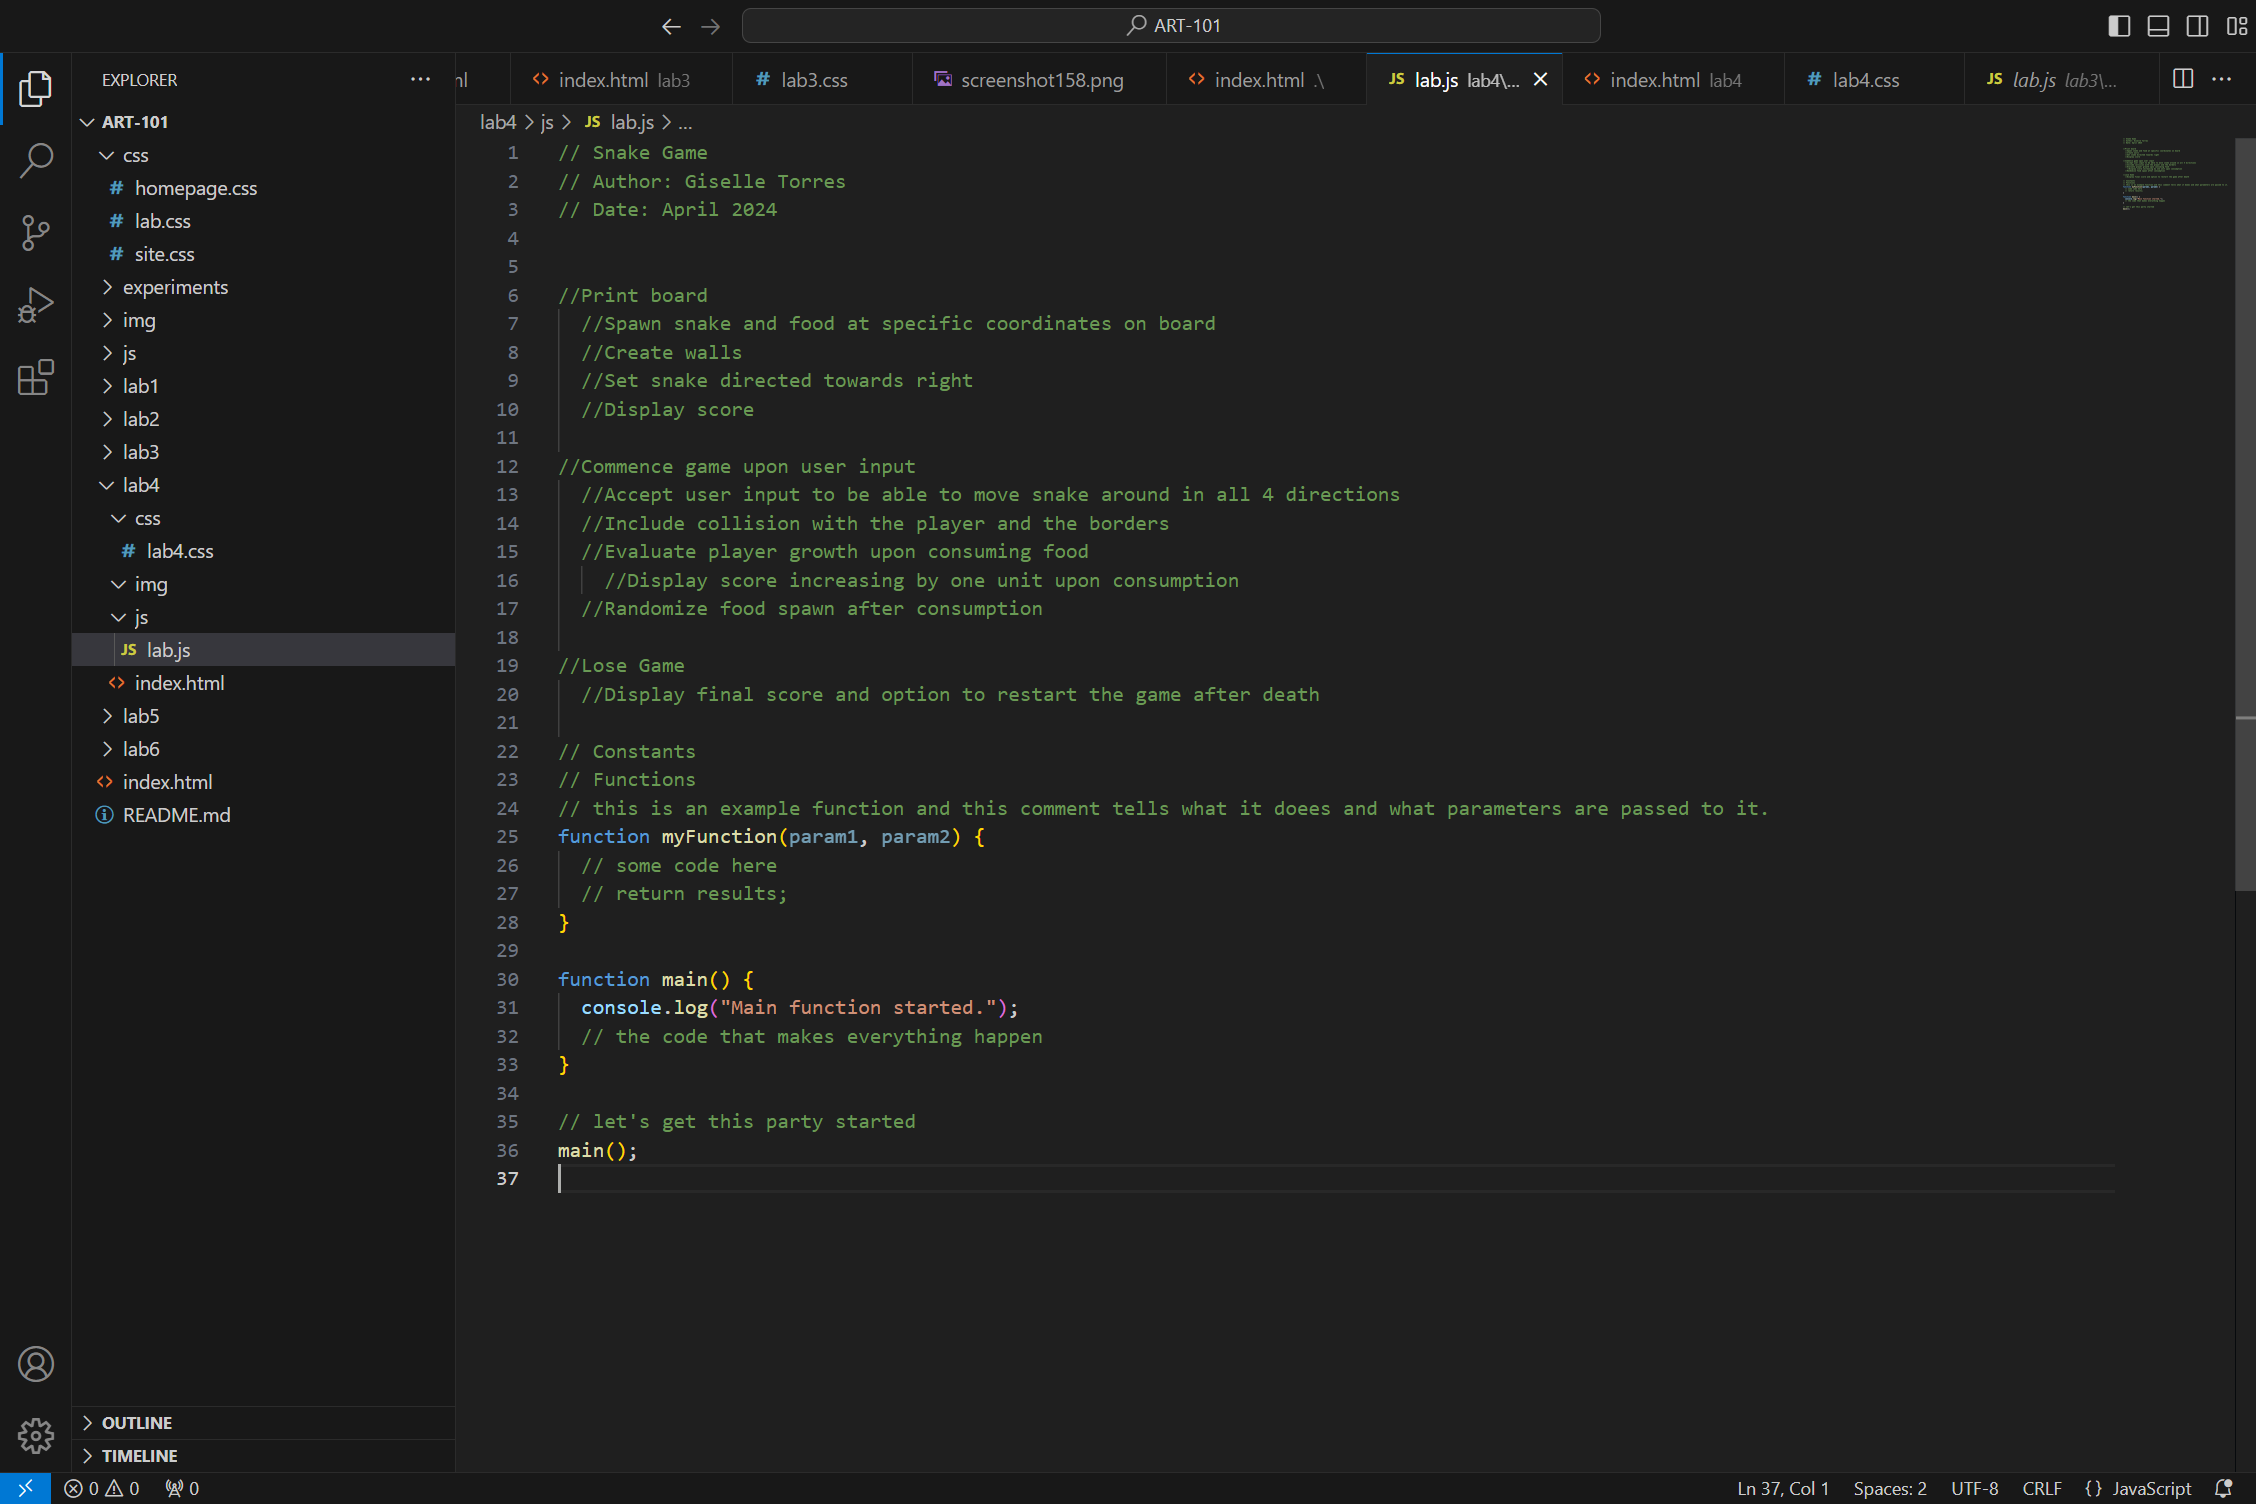 ART-101
EXPLORER
ART-101
css
homepage.css
lab.css
site.css
experiments
img
js
lab1
lab2
lab3
lab4
css
lab4.css
img
js
JS lab.js
index.html
lab5
lab6
index.html
README.md
OUTLINE
TIMELINE
index.html lab3
# lab3.css
screenshot158.png
index.html .\
JS lab.js lab4\...
index.html lab4
# lab4.css
JS lab.js lab3\...
lab4 > js > JS lab.js > ...
1 // Snake Game
2 // Author: Giselle Torres
3 // Date: April 2024
4
5
6 //Print board
7 //Spawn snake and food at specific coordinates on board
8 //Create walls
9 //Set snake directed towards right
10 //Display score
11
12 //Commence game upon user input
13 //Accept user input to be able to move snake around in all 4 directions
14 //Include collision with the player and the borders
15 //Evaluate player growth upon consuming food
16 //Display score increasing by one unit upon consumption
17 //Randomize food spawn after consumption
18
19 //Lose Game
20 //Display final score and option to restart the game after death
21
22 // Constants
23 // Functions
24 // this is an example function and this comment tells what it doees and what parameters are passed to it.
25 function myFunction(param1, param2) {
26 // some code here
27 // return results;
28 }
29
30 function main() {
31 console.log("Main function started.");
32 // the code that makes everything happen
33 }
34
35 // let's get this party started
36 main();
37
0 0 0
Ln 37, Col 1 Spaces: 2 UTF-8 CRLF {} JavaScript